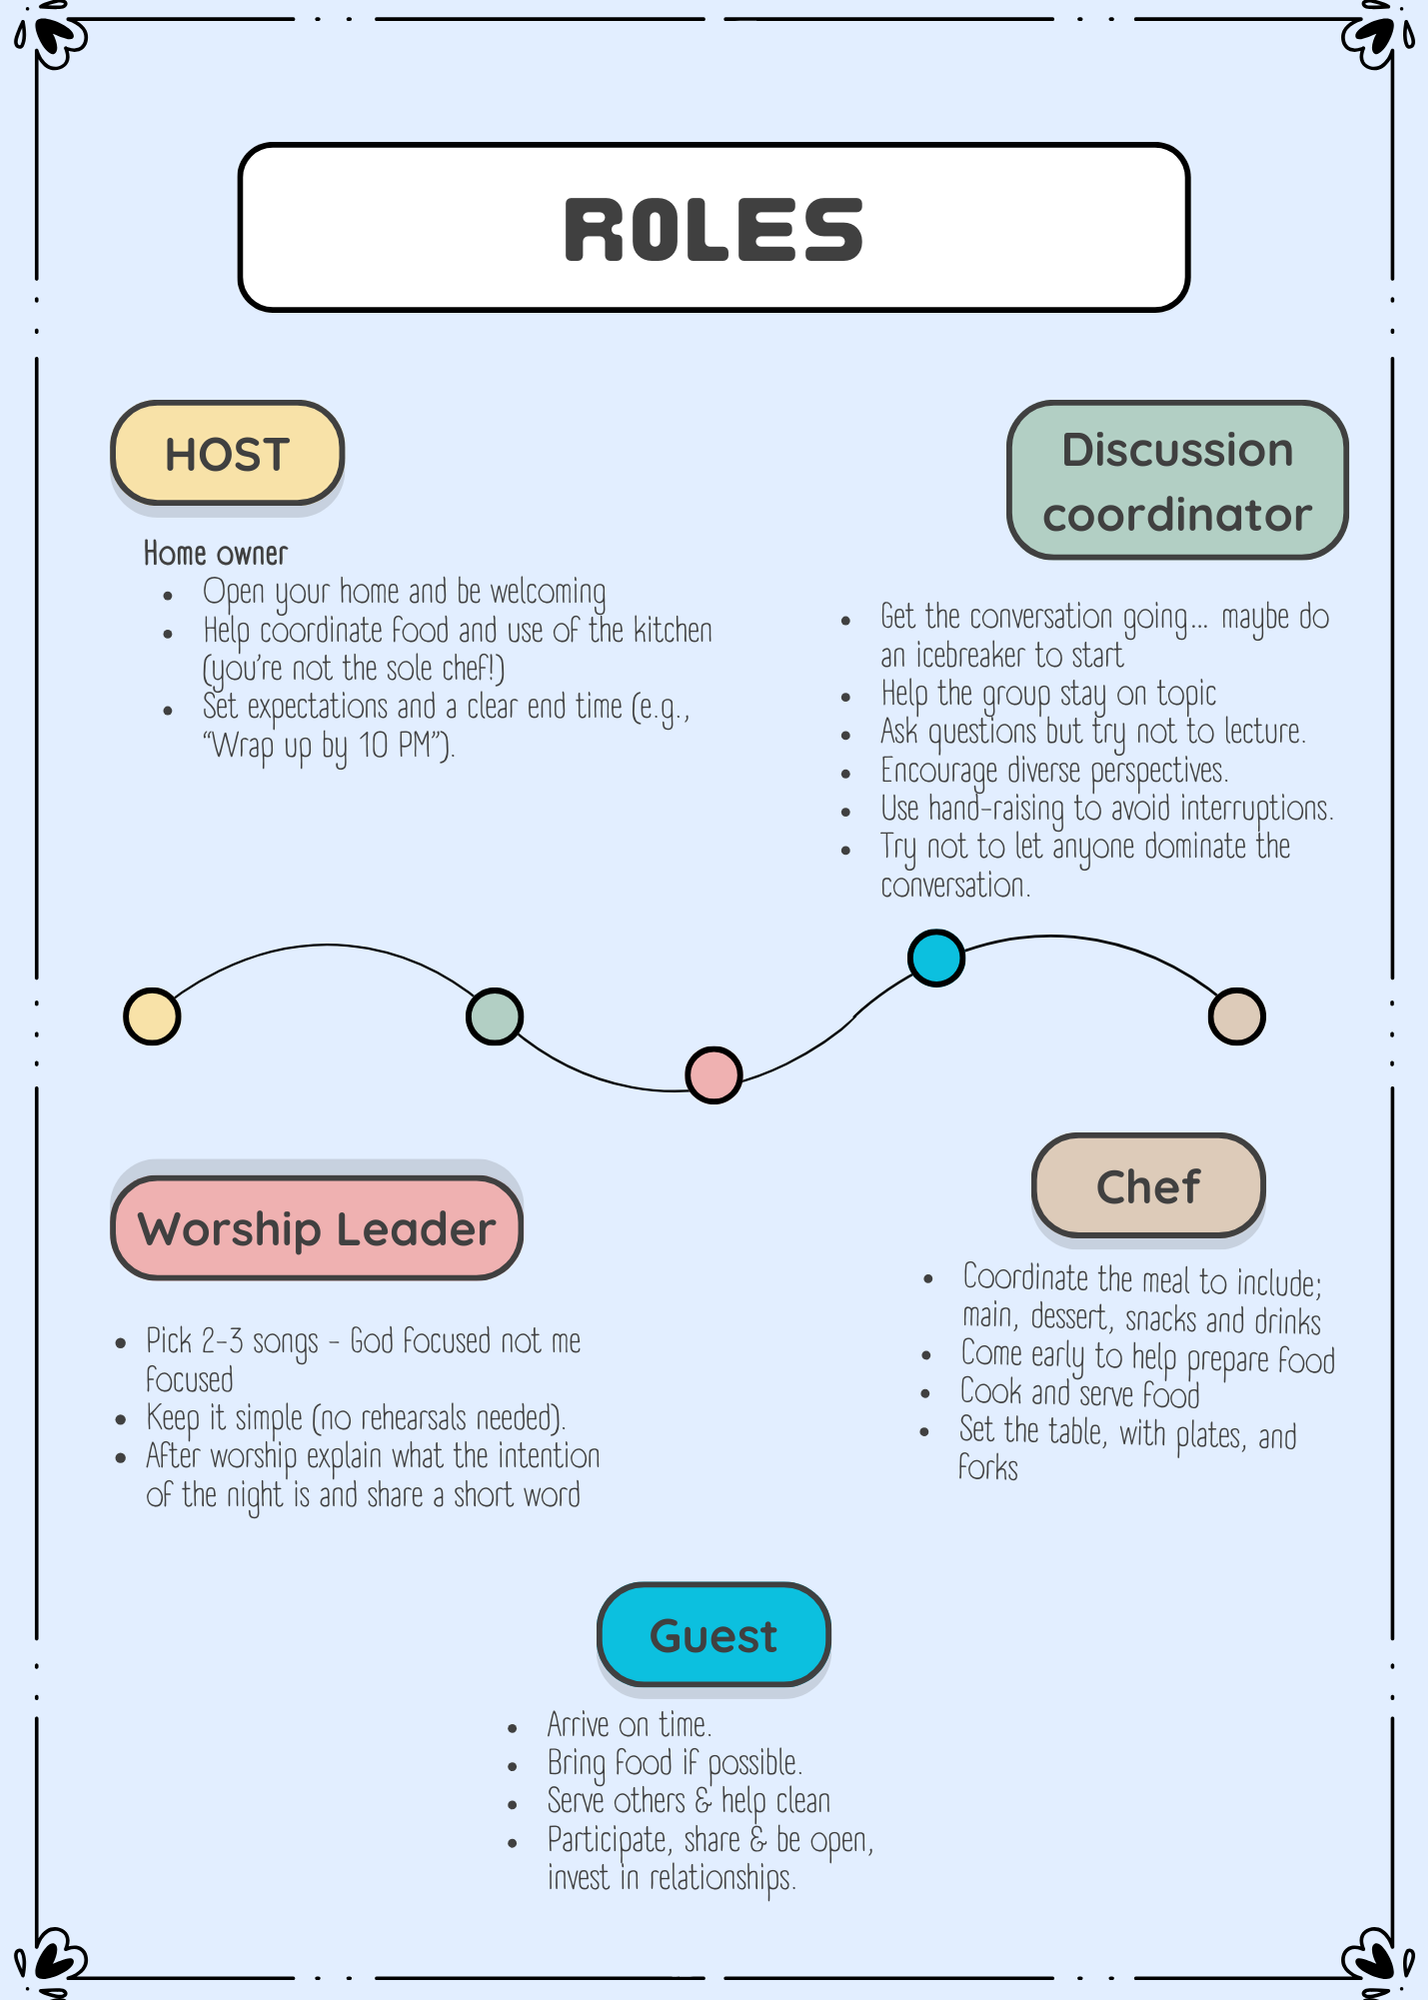 ROLES
HOST
Home owner
• Open your home and be welcoming
• Help coordinate food and use of the kitchen
(you're not the sole chef!)
• Set expectations and a clear end time (e.g.,
“Wrap up by 10 PM”).
Discussion
coordinator
• Get the conversation going... maybe do
an icebreaker to start
• Help the group stay on topic
• Ask questions but try not to lecture.
• Encourage diverse perspectives.
• Use hand-raising to avoid interruptions.
• Try not to let anyone dominate the
conversation.
Worship Leader
• Pick 2-3 songs - God focused not me
focused
• Keep it simple (no rehearsals needed).
• After worship explain what the intention
of the night is and share a short word
Chef
• Coordinate the meal to include;
main, dessert, snacks and drinks
• Come early to help prepare food
• Cook and serve food
• Set the table, with plates, and
forks
Guest
• Arrive on time.
• Bring food if possible.
• Serve others & help clean
• Participate, share & be open,
invest in relationships.